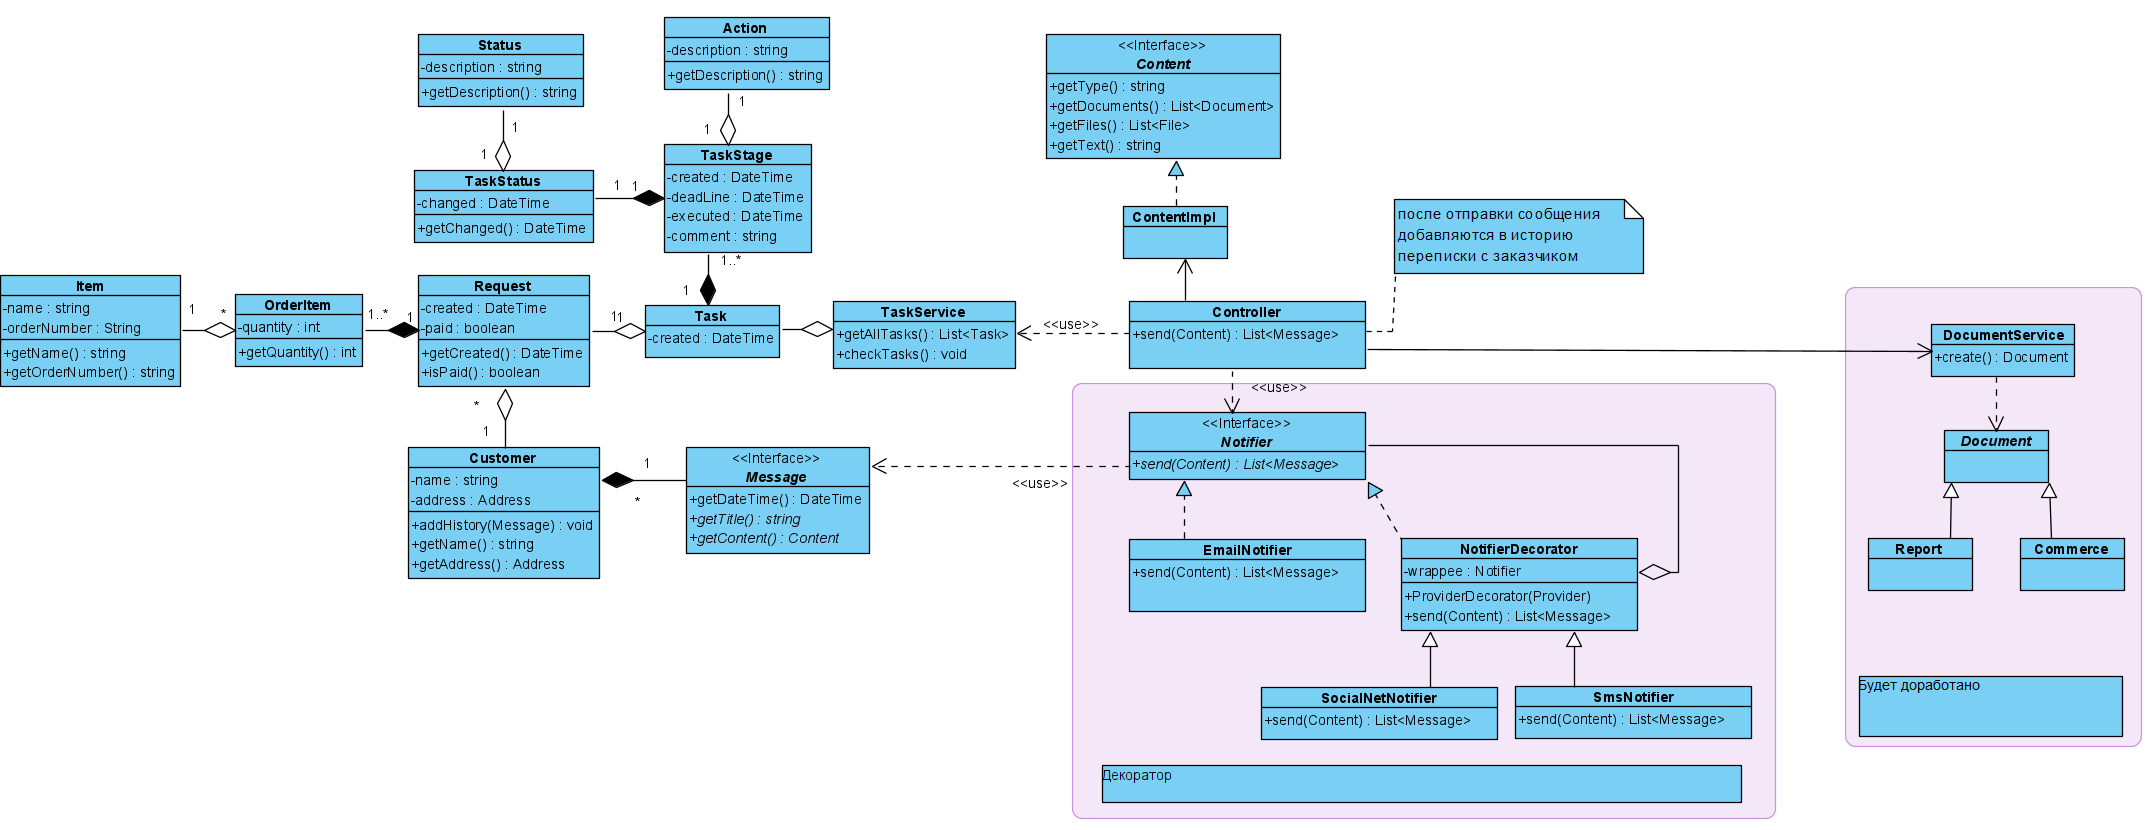 Status
-description : string
+getDescription() : string
1
1
Action
-description : string
+getDescription() : string
1
1
TaskStatus
-changed : DateTime
+getChanged() : DateTime
1
1
TaskStage
-created : DateTime
-deadLine : DateTime
-executed : DateTime
-comment : string
1..*
1
<<Interface>>
Content
+getType() : string
+getDocuments() : List<Document>
+getFiles() : List<File>
+getText() : string
ContentImpl
после отправки сообщения
добавляются в историю
переписки с заказчиком
Item
-name : string
-orderNumber : String
+getName() : string
+getOrderNumber() : string
1
*
OrderItem
-quantity : int
+getQuantity() : int
1..*
1
Request
-created : DateTime
-paid : boolean
+getCreated() : DateTime
+isPaid() : boolean
1
1
Task
-created : DateTime
TaskService
+getAllTasks() : List<Task>
+checkTasks() : void
<<use>>
Controller
+send(Content) : List<Message>
<<use>>
DocumentService
+create() : Document
*
1
Customer
-name : string
-address : Address
+addHistory(Message) : void
+getName() : string
+getAddress() : Address
1
*
<<Interface>>
Message
+getDateTime() : DateTime
+getTitle() : string
+getContent() : Content
<<use>>
<<Interface>>
Notifier
+send(Content) : List<Message>
Document
EmailNotifier
+send(Content) : List<Message>
NotifierDecorator
-wrappee : Notifier
+ProviderDecorator(Provider)
+send(Content) : List<Message>
Report
Commerce
SocialNetNotifier
+send(Content) : List<Message>
SmsNotifier
+send(Content) : List<Message>
Будет доработано
Декоратор